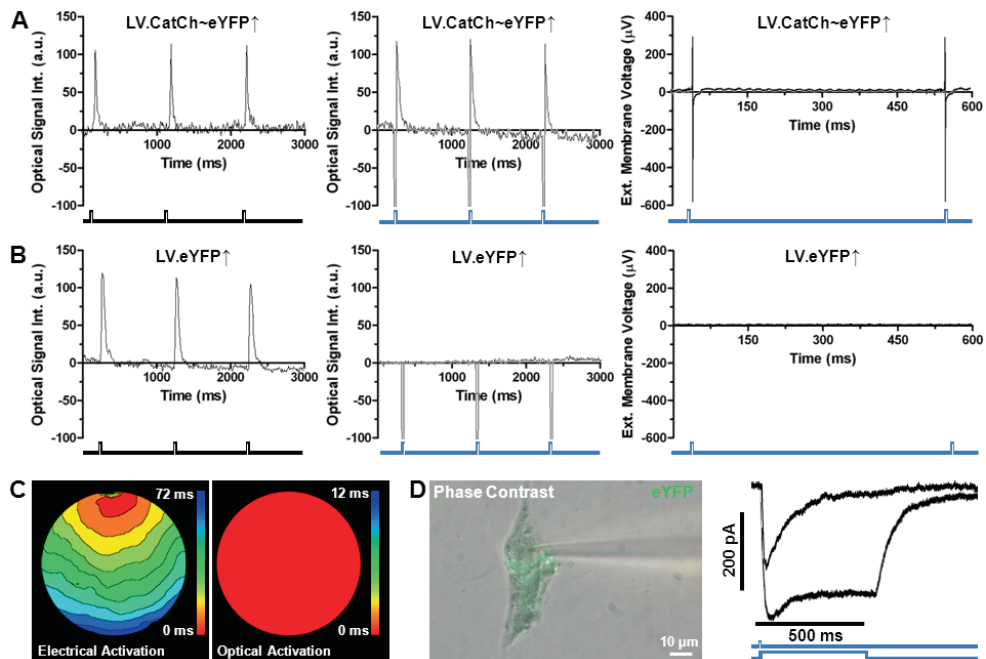 A
LV.CatCh~eYFP↑
Optical Signal Int. (a.u.)
150
100
50
0
-50
-100
1000
2000
3000
Time (ms)
LV.CatCh~eYFP↑
Optical Signal Int. (a.u.)
150
100
50
0
-50
-100
1000
2000
3000
Time (ms)
LV.CatCh~eYFP↑
Ext. Membrane Voltage (µV)
400
200
0
-200
-400
-600
150
300
450
600
Time (ms)
B
LV.eYFP↑
Optical Signal Int. (a.u.)
150
100
50
0
-50
-100
1000
2000
3000
Time (ms)
LV.eYFP↑
Optical Signal Int. (a.u.)
150
100
50
0
-50
-100
1000
2000
3000
Time (ms)
LV.eYFP↑
Ext. Membrane Voltage (µV)
400
200
0
-200
-400
-600
150
300
450
600
Time (ms)
C
72 ms
0 ms
Electrical Activation
12 ms
0 ms
Optical Activation
D
Phase Contrast
eYFP
10 µm
200 pA
500 ms